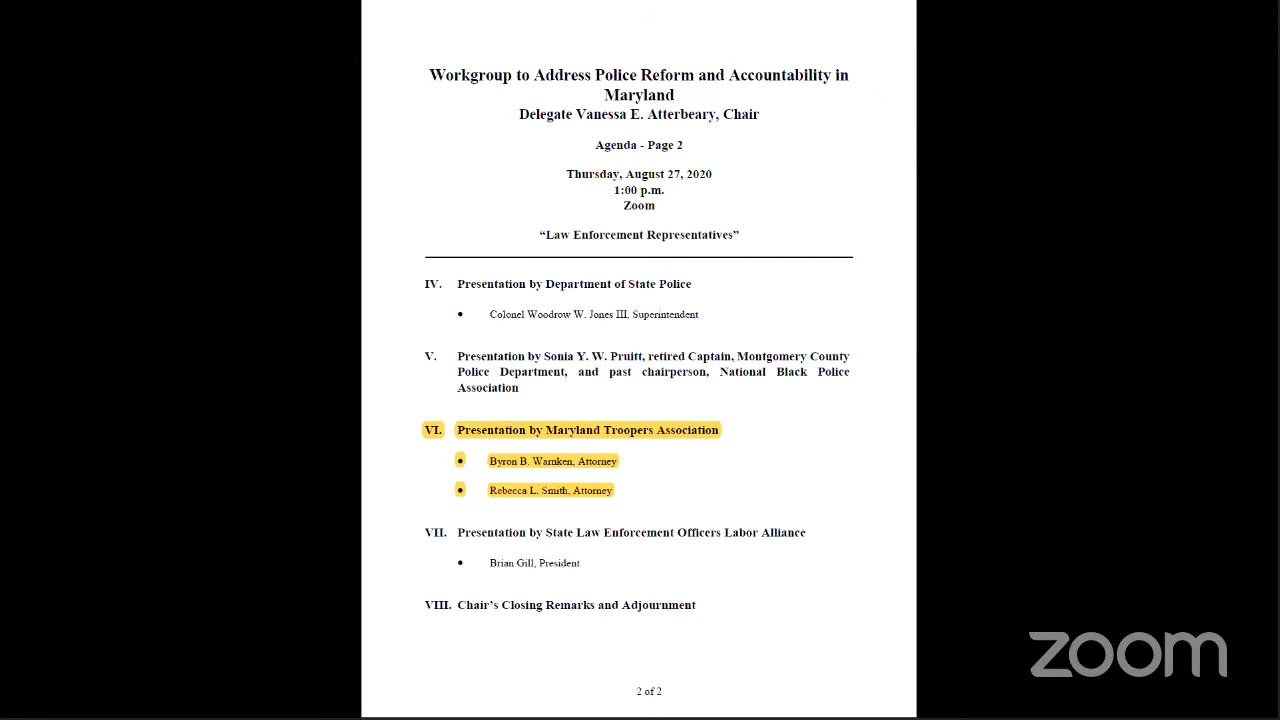 Workgroup to Address Police Reform and Accountability in
Maryland
Delegate Vanessa E. Atterbeary, Chair
Agenda - Page 2
Thursday, August 27, 2020
1:00 p.m.
Zoom
“Law Enforcement Representatives”
IV. Presentation by Department of State Police
• Colonel Woodrow W. Jones III, Superintendent
V. Presentation by Sonia Y. W. Pruitt, retired Captain, Montgomery County
Police Department, and past chairperson, National Black Police
Association
VI. Presentation by Maryland Troopers Association
• Byron B. Warnken, Attorney
• Rebecca L. Smith, Attorney
VII. Presentation by State Law Enforcement Officers Labor Alliance
• Brian Gill, President
VIII. Chair’s Closing Remarks and Adjournment
2 of 2
zoom